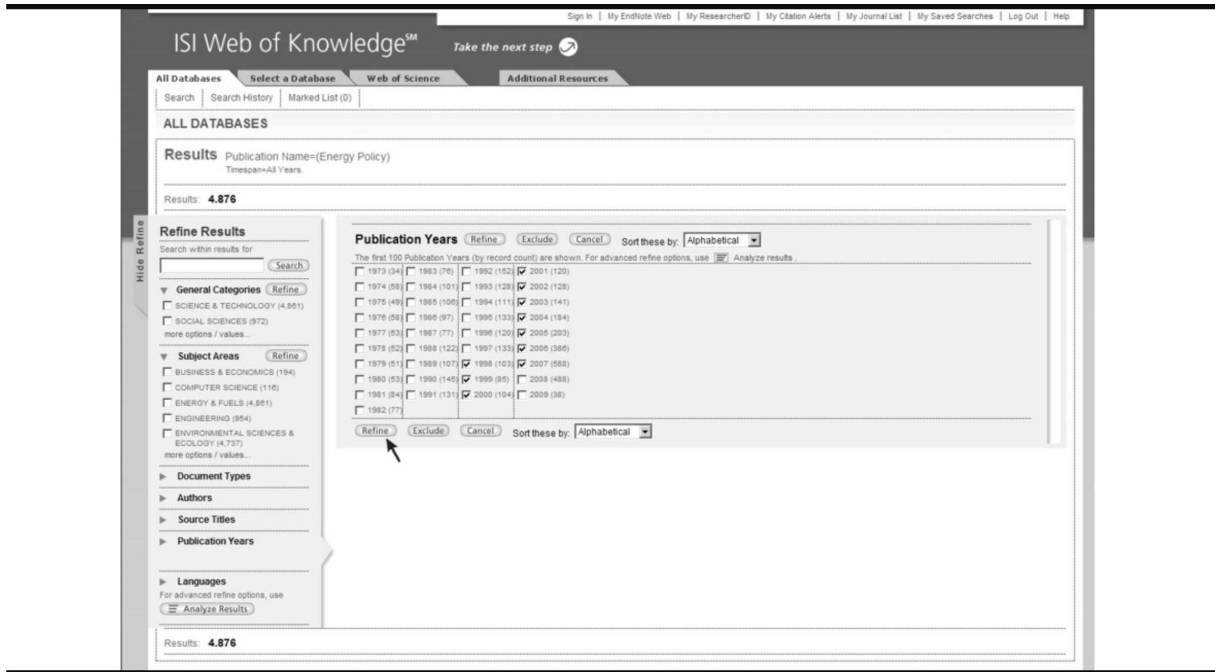 Sign In | My EndNote Web | My ResearcherID | My Citation Alerts | My Journal List | My Saved Searches | Log Out | Help
ISI Web of Knowledge℠ Take the next step
All Databases Select a Database Web of Science Additional Resources
Search Search History Marked List (0)
ALL DATABASES
Results Publication Name=(Energy Policy)
Timespan=All Years.
Results: 4.876
Hide Refine
Refine Results
Search within results for
Search
General Categories Refine
SCIENCE & TECHNOLOGY (4,861)
SOCIAL SCIENCES (972)
more options / values...
Subject Areas Refine
BUSINESS & ECONOMICS (194)
COMPUTER SCIENCE (116)
ENERGY & FUELS (4,861)
ENGINEERING (954)
ENVIRONMENTAL SCIENCES &
ECOLOGY (4,737)
more options / values...
Document Types
Authors
Source Titles
Publication Years
Languages
For advanced refine options, use
Analyze Results
Publication Years Refine Exclude Cancel Sort these by: Alphabetical
The first 100 Publication Years (by record count) are shown. For advanced refine options, use Analyze results.
1973 (34) 1983 (76) 1992 (152) 2001 (120)
1974 (58) 1984 (101) 1993 (128) 2002 (128)
1975 (49) 1985 (106) 1994 (111) 2003 (141)
1976 (58) 1986 (97) 1995 (133) 2004 (184)
1977 (53) 1987 (77) 1996 (120) 2005 (203)
1978 (52) 1988 (122) 1997 (133) 2006 (386)
1979 (51) 1989 (107) 1998 (103) 2007 (588)
1980 (53) 1990 (145) 1999 (85) 2008 (488)
1981 (84) 1991 (131) 2000 (104) 2009 (38)
1982 (77)
Refine Exclude Cancel Sort these by: Alphabetical
Results: 4.876